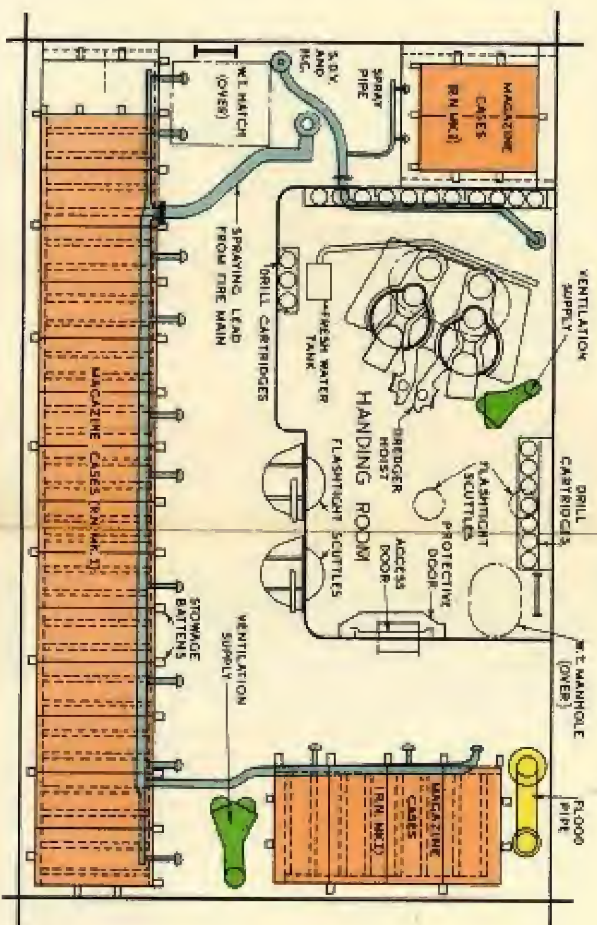 MAGAZINE
CASES
(R.N. MK.I)
SPRAY
PIPE
S.D.V.
AND
W.T. HATCH
(OVER)
SPRAYING LEAD
FROM FIRE MAIN
DRILL CARTRIDGES
FRESH WATER
TANK
VENTILATION
SUPPLY
DREDGER
HOIST
HANDING ROOM
FLASHTIGHT SCUTTLES
DRILL
CARTRIDGES
FLASHTIGHT
SCUTTLES
PROTECTIVE
DOOR
ACCESS
DOOR
W.T. MANHOLE
(OVER)
FLOOD
PIPE
MAGAZINE CASES (R.N. MK.I)
STOWAGE
BATTENS
VENTILATION
SUPPLY
MAGAZINE
CASES
(R.N. MK.I)